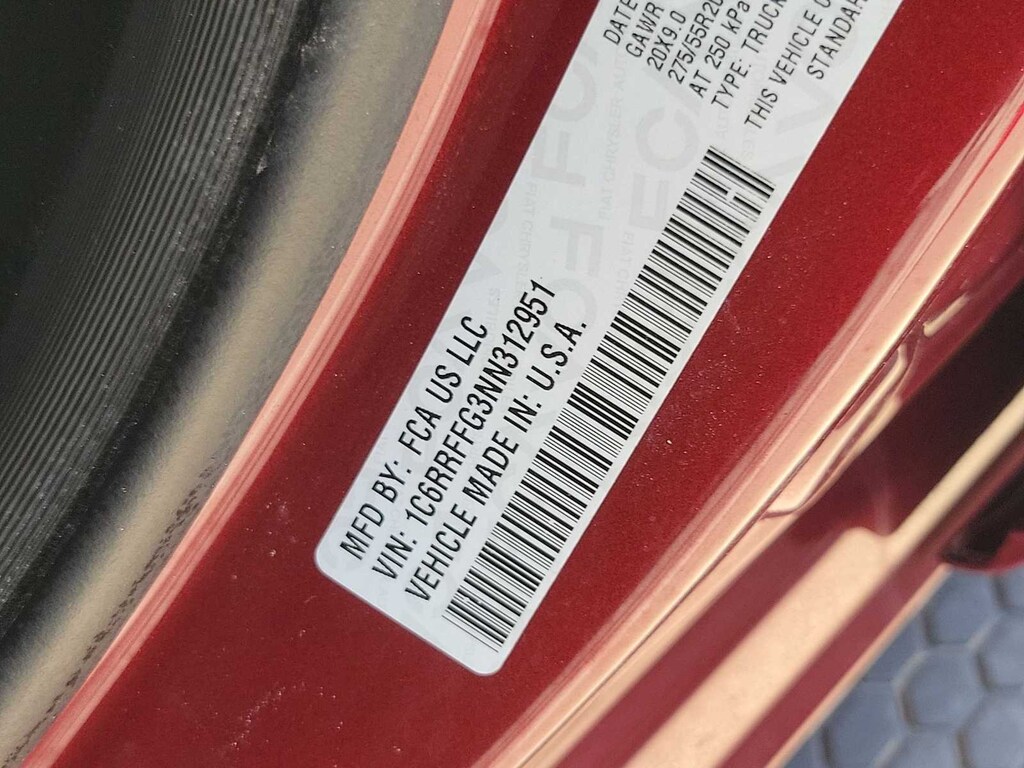 MFD BY: FCA US LLC
VIN: 1C6RRFFG3NN312951
VEHICLE MADE IN: U.S.A.
DATE
GAWR
20X9.0
275/55R20
AT 250 kPa
TYPE: TRUCK
THIS VEHICLE
STANDAR